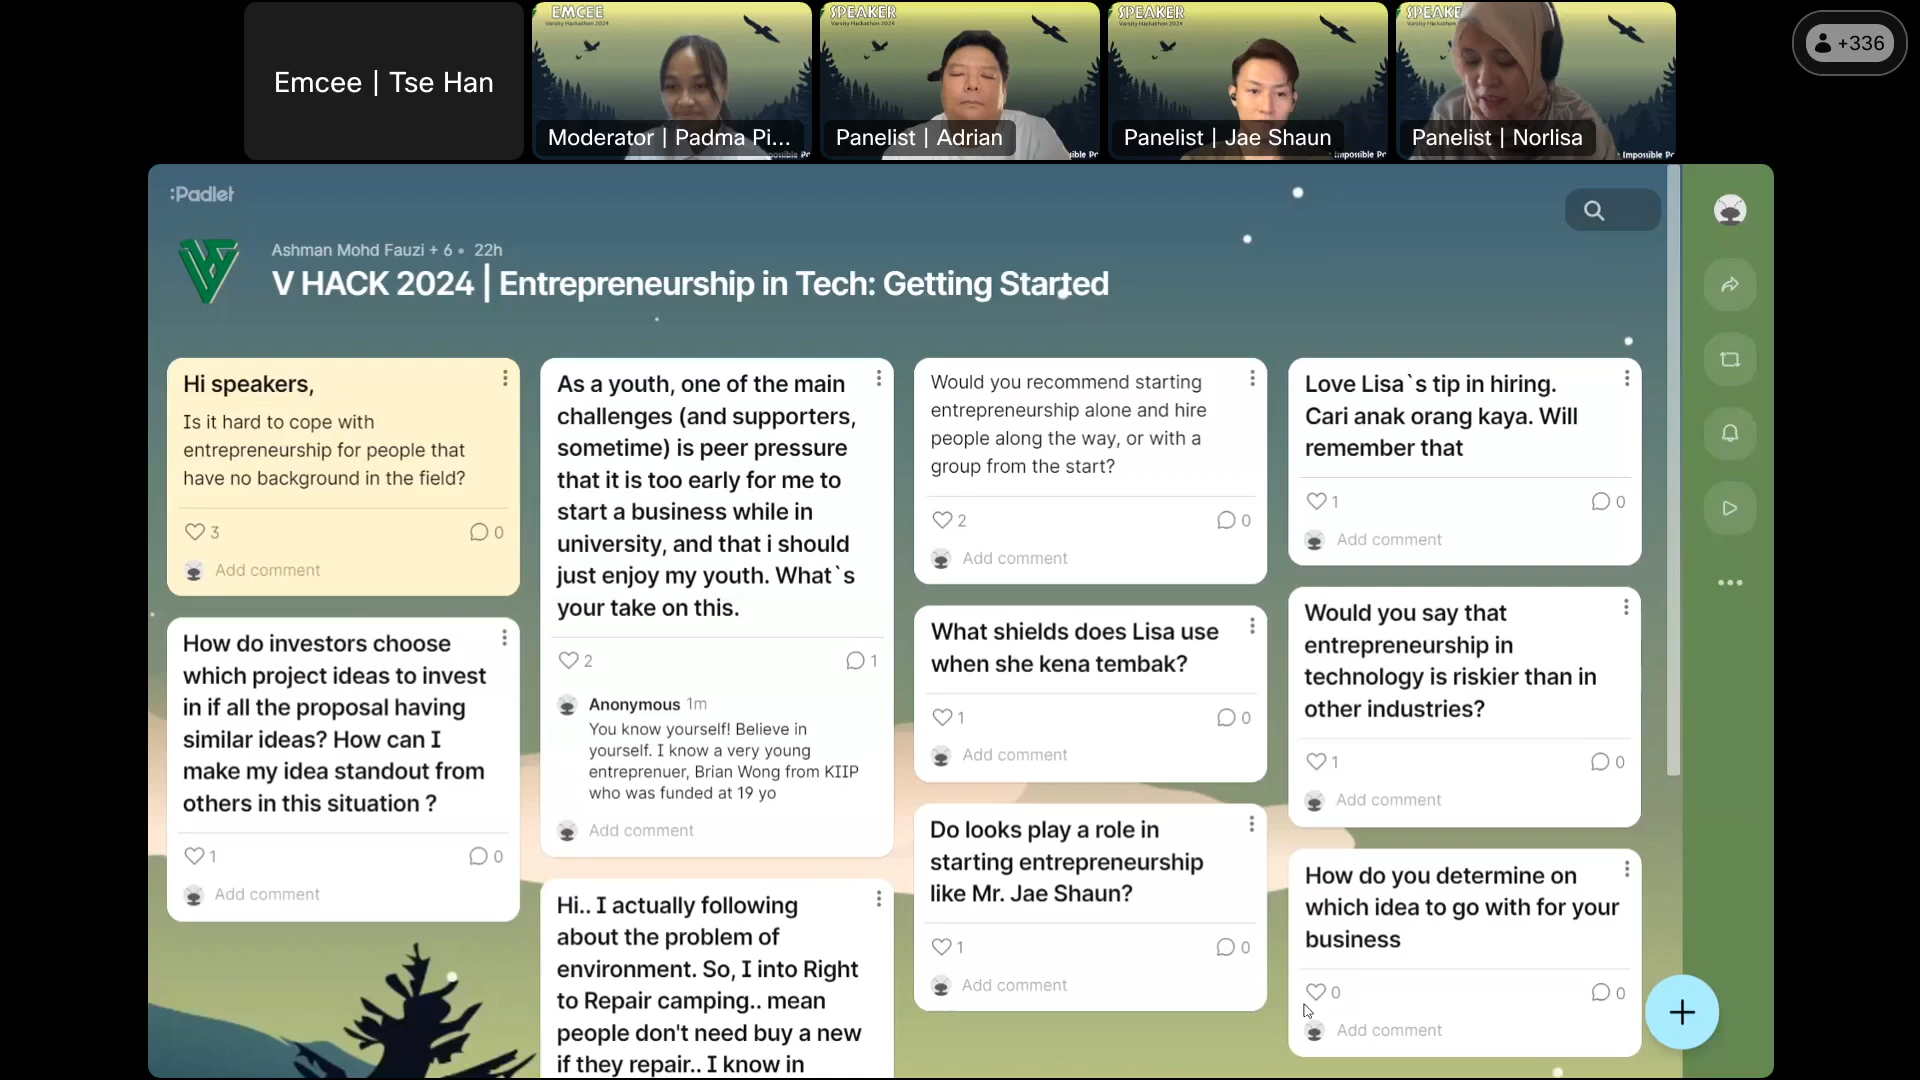 Emcee | Tse Han
EMCEE
Varsity Hackathon 2024
Moderator | Padma Pi...
SPEAKER
Varsity Hackathon 2024
Panelist | Adrian
SPEAKER
Varsity Hackathon 2024
Panelist | Jae Shaun
Impossible Po
SPEAKE
Panelist | Norlisa
Impossible Po
+336
:Padlet
Ashman Mohd Fauzi + 6 • 22h
V HACK 2024 | Entrepreneurship in Tech: Getting Started
Hi speakers,
Is it hard to cope with
entrepreneurship for people that
have no background in the field?
3
0
Add comment
How do investors choose
which project ideas to invest
in if all the proposal having
similar ideas? How can I
make my idea standout from
others in this situation ?
1
0
Add comment
As a youth, one of the main
challenges (and supporters,
sometime) is peer pressure
that it is too early for me to
start a business while in
university, and that i should
just enjoy my youth. What`s
your take on this.
2
1
Anonymous 1m
You know yourself! Believe in
yourself. I know a very young
entreprenuer, Brian Wong from KIIP
who was funded at 19 yo
Add comment
Hi.. I actually following
about the problem of
environment. So, I into Right
to Repair camping.. mean
people don't need buy a new
if they repair.. I know in
Would you recommend starting
entrepreneurship alone and hire
people along the way, or with a
group from the start?
2
0
Add comment
What shields does Lisa use
when she kena tembak?
1
0
Add comment
Do looks play a role in
starting entrepreneurship
like Mr. Jae Shaun?
1
0
Add comment
Love Lisa`s tip in hiring.
Cari anak orang kaya. Will
remember that
1
0
Add comment
Would you say that
entrepreneurship in
technology is riskier than in
other industries?
1
0
Add comment
How do you determine on
which idea to go with for your
business
0
0
Add comment